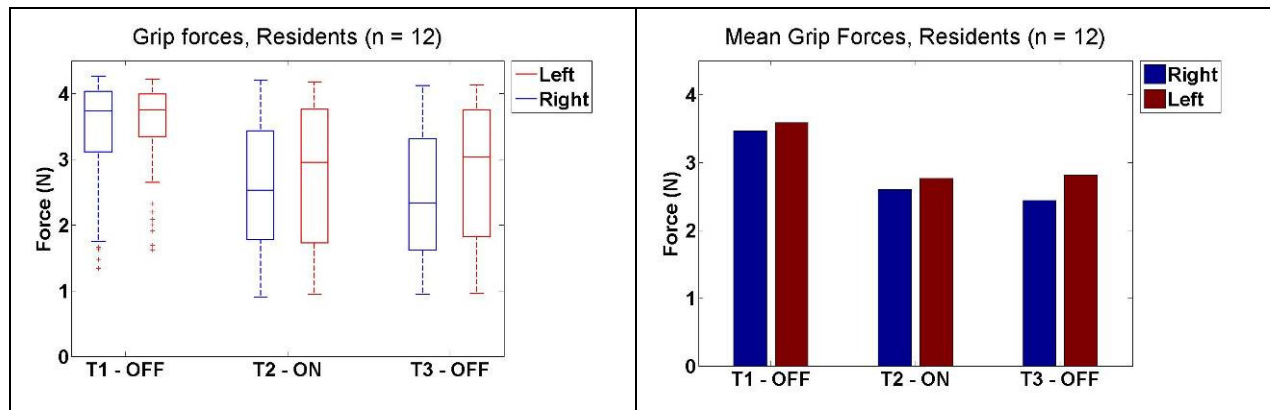 Grip forces, Residents (n = 12)
Left
Right
Force (N)
4
3
2
1
0
T1 - OFF
T2 - ON
T3 - OFF
Mean Grip Forces, Residents (n = 12)
Right
Left
Force (N)
4
3
2
1
0
T1 - OFF
T2 - ON
T3 - OFF